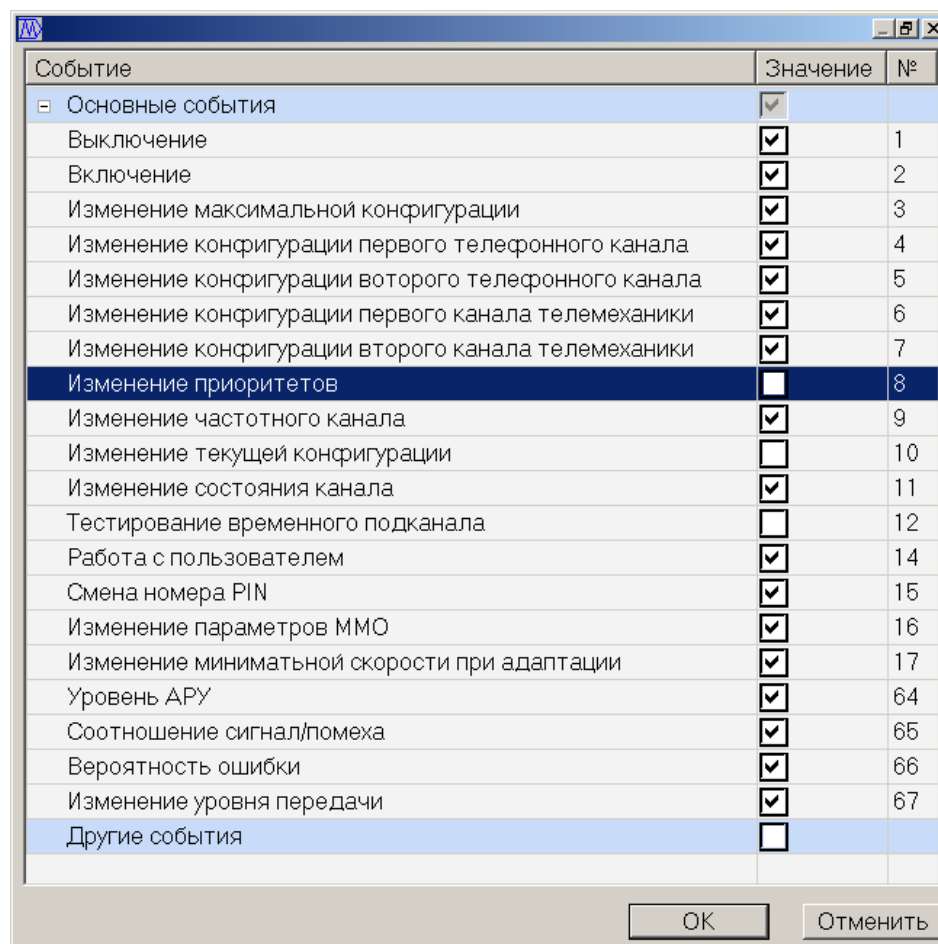 Событие Значение №
Основные события
Выключение 1
Включение 2
Изменение максимальной конфигурации 3
Изменение конфигурации первого телефонного канала 4
Изменение конфигурации воторого телефонного канала 5
Изменение конфигурации первого канала телемеханики 6
Изменение конфигурации второго канала телемеханики 7
Изменение приоритетов 8
Изменение частотного канала 9
Изменение текущей конфигурации 10
Изменение состояния канала 11
Тестирование временного подканала 12
Работа с пользователем 14
Смена номера PIN 15
Изменение параметров ММО 16
Изменение миниматьной скорости при адаптации 17
Уровень АРУ 64
Соотношение сигнал/помеха 65
Вероятность ошибки 66
Изменение уровня передачи 67
Другие события
OK Отменить